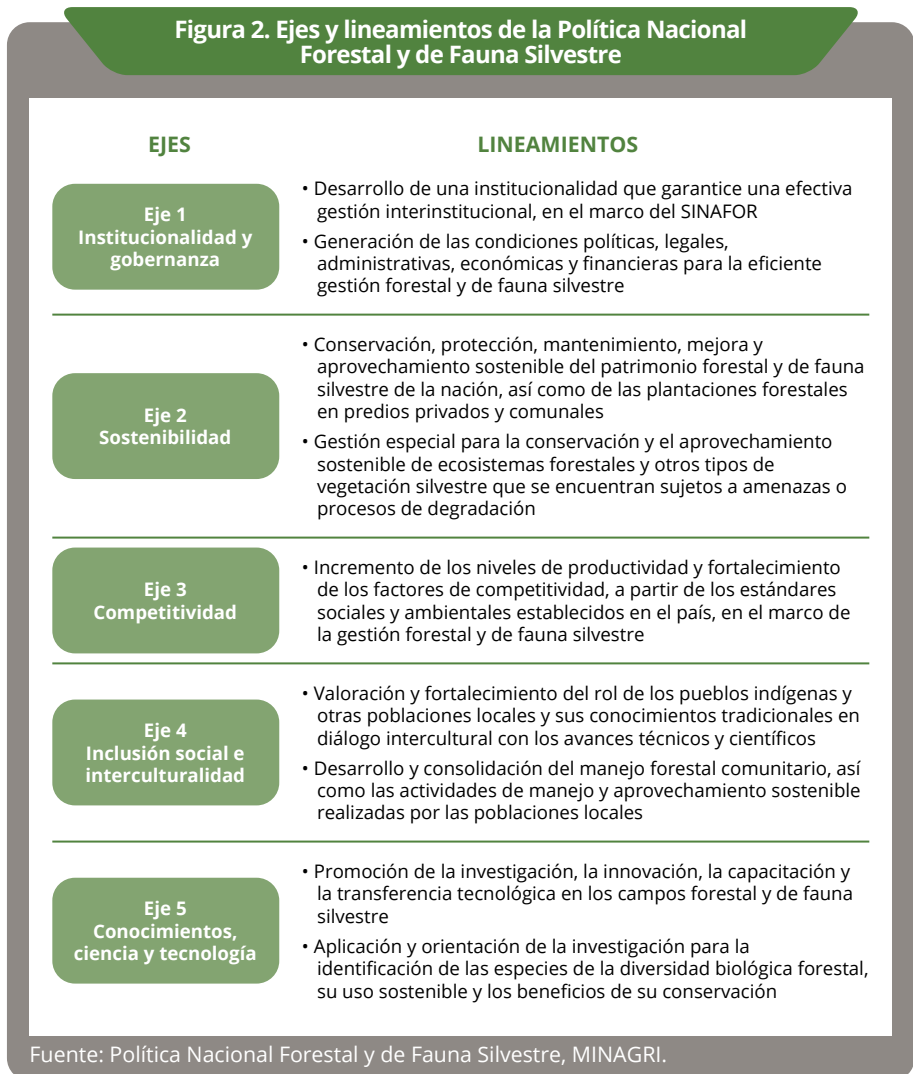 Figura 2. Ejes y lineamientos de la Política Nacional
Forestal y de Fauna Silvestre
EJES
LINEAMIENTOS
Eje 1
Institucionalidad y
gobernanza
• Desarrollo de una institucionalidad que garantice una efectiva
gestión interinstitucional, en el marco del SINAFOR
• Generación de las condiciones políticas, legales,
administrativas, económicas y financieras para la eficiente
gestión forestal y de fauna silvestre
Eje 2
Sostenibilidad
• Conservación, protección, mantenimiento, mejora y
aprovechamiento sostenible del patrimonio forestal y de fauna
silvestre de la nación, así como de las plantaciones forestales
en predios privados y comunales
• Gestión especial para la conservación y el aprovechamiento
sostenible de ecosistemas forestales y otros tipos de
vegetación silvestre que se encuentran sujetos a amenazas o
procesos de degradación
Eje 3
Competitividad
• Incremento de los niveles de productividad y fortalecimiento
de los factores de competitividad, a partir de los estándares
sociales y ambientales establecidos en el país, en el marco de
la gestión forestal y de fauna silvestre
Eje 4
Inclusión social e
interculturalidad
• Valoración y fortalecimiento del rol de los pueblos indígenas y
otras poblaciones locales y sus conocimientos tradicionales en
diálogo intercultural con los avances técnicos y científicos
• Desarrollo y consolidación del manejo forestal comunitario, así
como las actividades de manejo y aprovechamiento sostenible
realizadas por las poblaciones locales
Eje 5
Conocimientos,
ciencia y tecnología
• Promoción de la investigación, la innovación, la capacitación y
la transferencia tecnológica en los campos forestal y de fauna
silvestre
• Aplicación y orientación de la investigación para la
identificación de las especies de la diversidad biológica forestal,
su uso sostenible y los beneficios de su conservación
Fuente: Política Nacional Forestal y de Fauna Silvestre, MINAGRI.